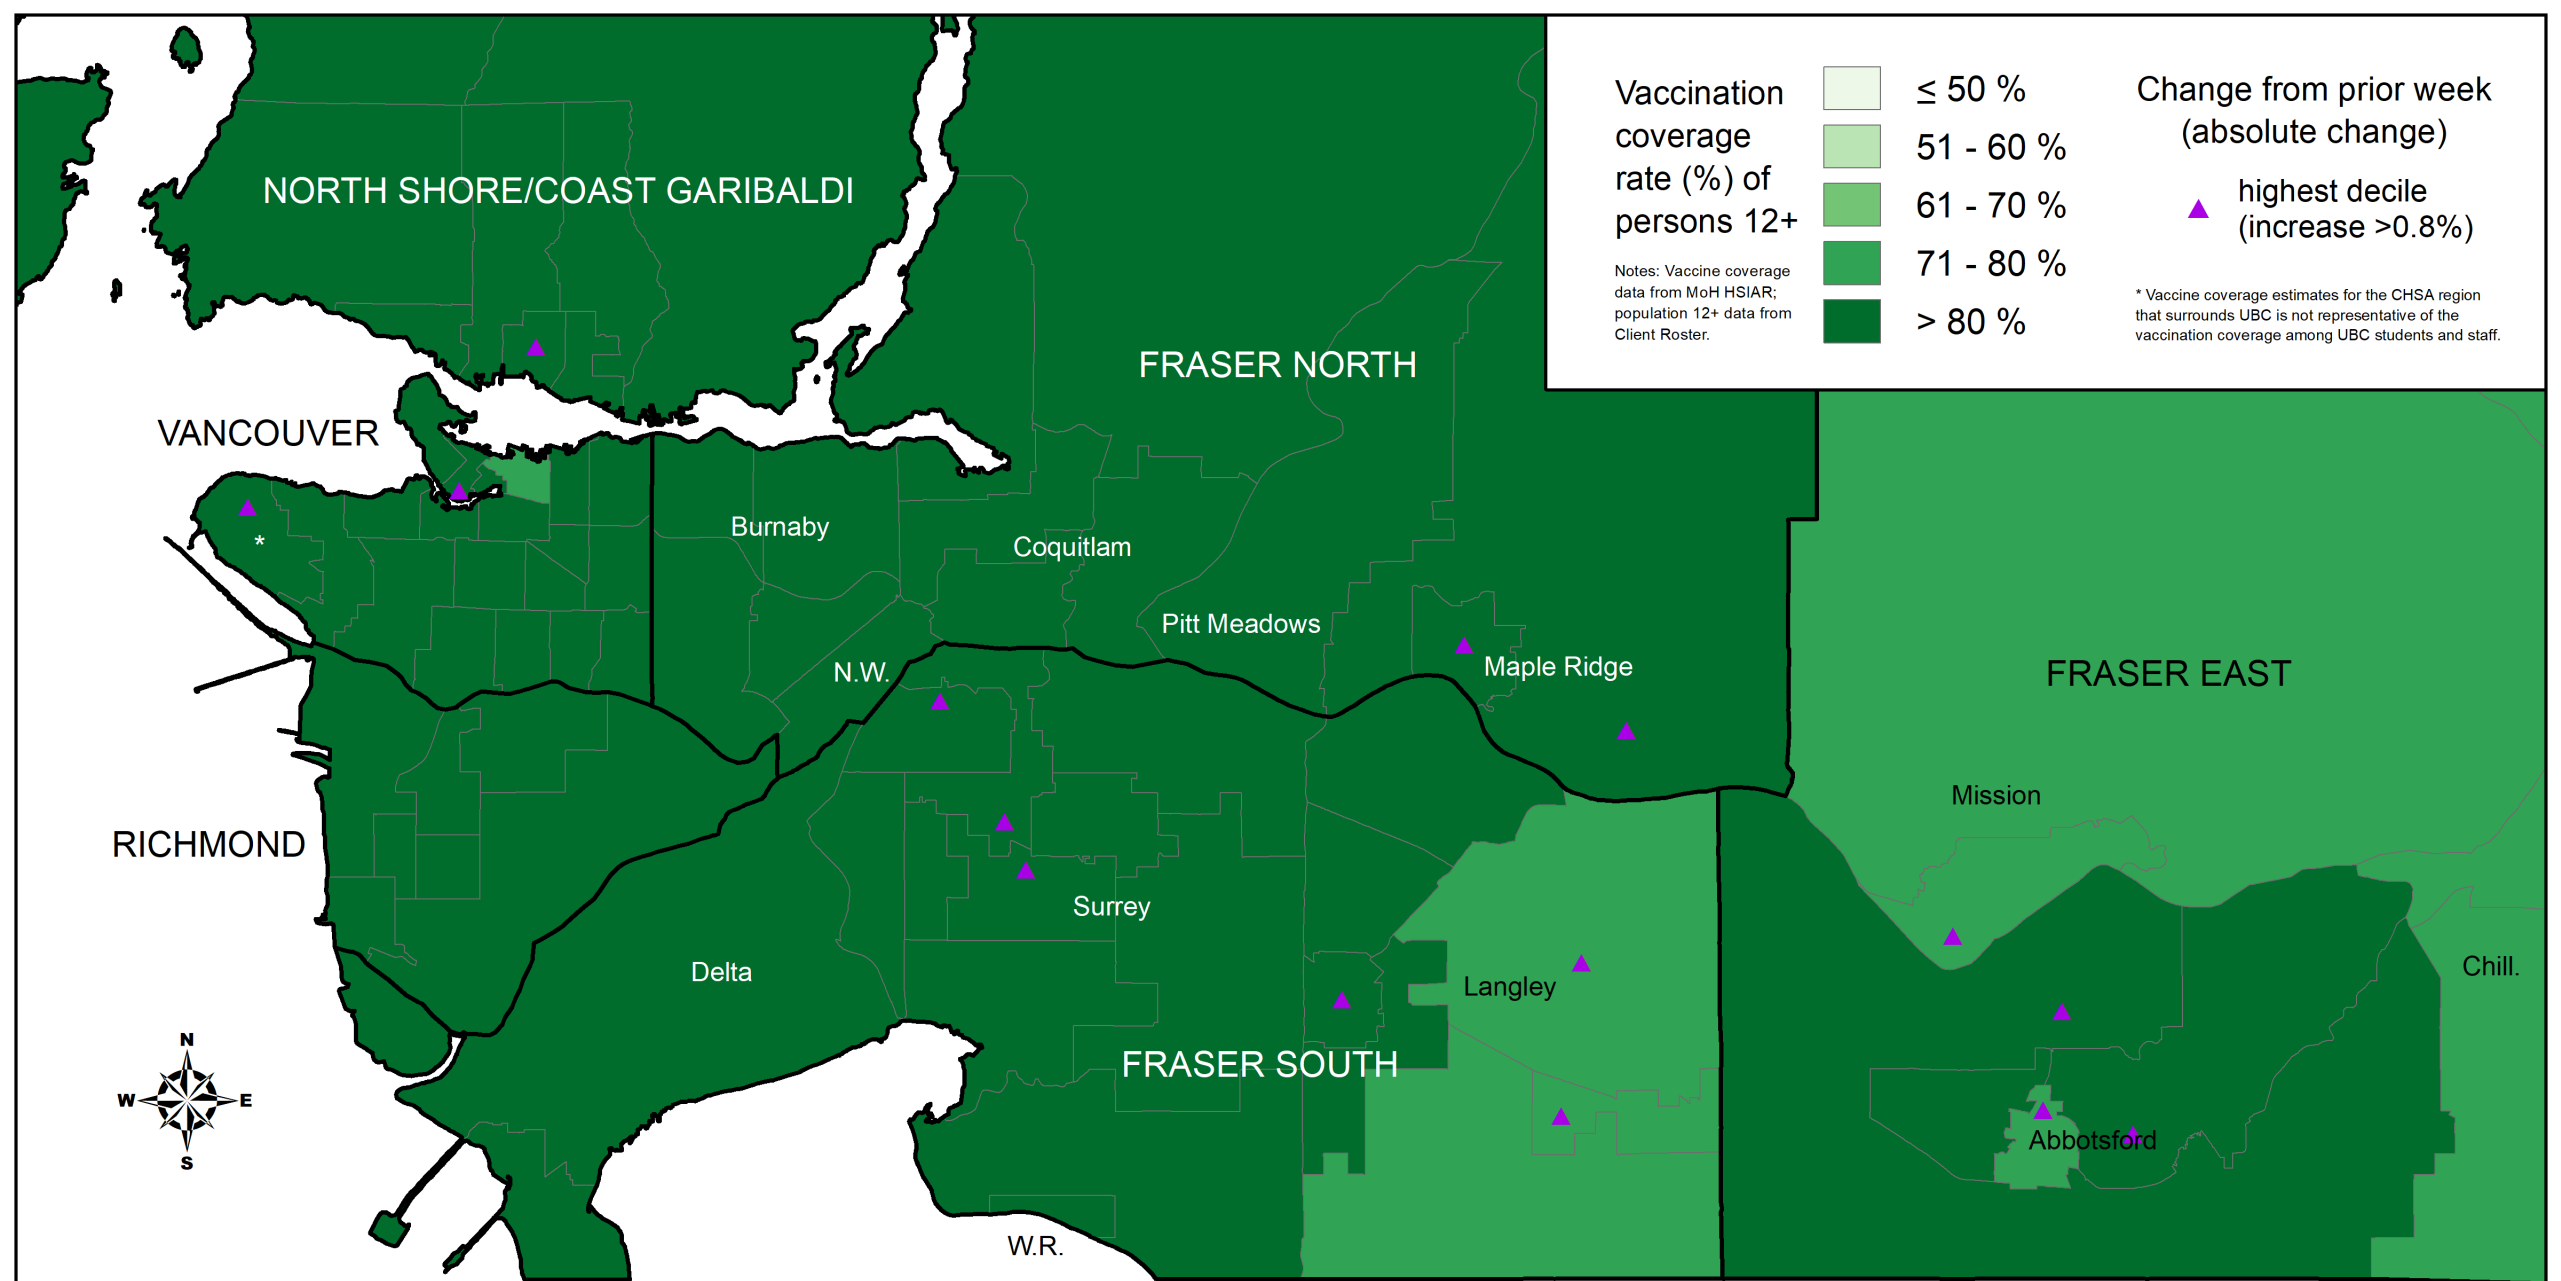 Vaccination
coverage
rate (%) of
persons 12+
Notes: Vaccine coverage
data from MoH HSIAR;
population 12+ data from
Client Roster.
≤ 50 %
51 - 60 %
61 - 70 %
71 - 80 %
> 80 %
Change from prior week
(absolute change)
highest decile
(increase >0.8%)
* Vaccine coverage estimates for the CHSA region
that surrounds UBC is not representative of the
vaccination coverage among UBC students and staff.
NORTH SHORE/COAST GARIBALDI
FRASER NORTH
VANCOUVER
*
Burnaby
Coquitlam
Pitt Meadows
N.W.
Maple Ridge
FRASER EAST
Mission
RICHMOND
Surrey
Delta
Langley
Chill.
FRASER SOUTH
Abbotsford
W.R.
N
W E
S